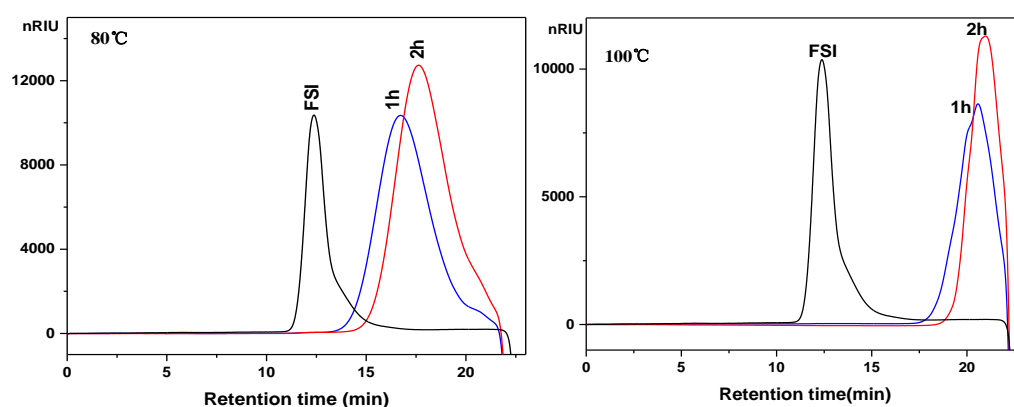 nRIU
80℃
12000
8000
4000
0
FSI
1h
2h
0 5 10 15 20
Retention time (min)
nRIU
100℃
10000
5000
0
FSI
1h
2h
0 5 10 15 20
Retention time(min)